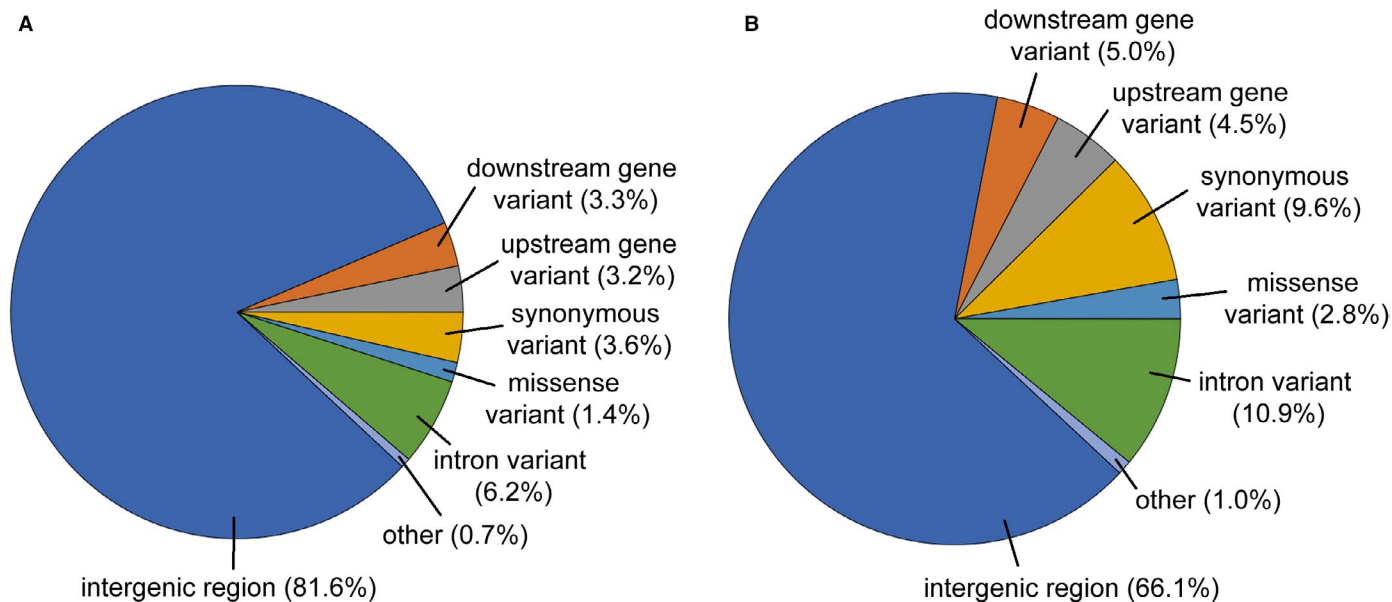 A
downstream gene
variant (3.3%)
upstream gene
variant (3.2%)
synonymous
variant (3.6%)
missense
variant (1.4%)
intron variant
(6.2%)
other (0.7%)
intergenic region (81.6%)
B
downstream gene
variant (5.0%)
upstream gene
variant (4.5%)
synonymous
variant (9.6%)
missense
variant (2.8%)
intron variant
(10.9%)
other (1.0%)
intergenic region (66.1%)